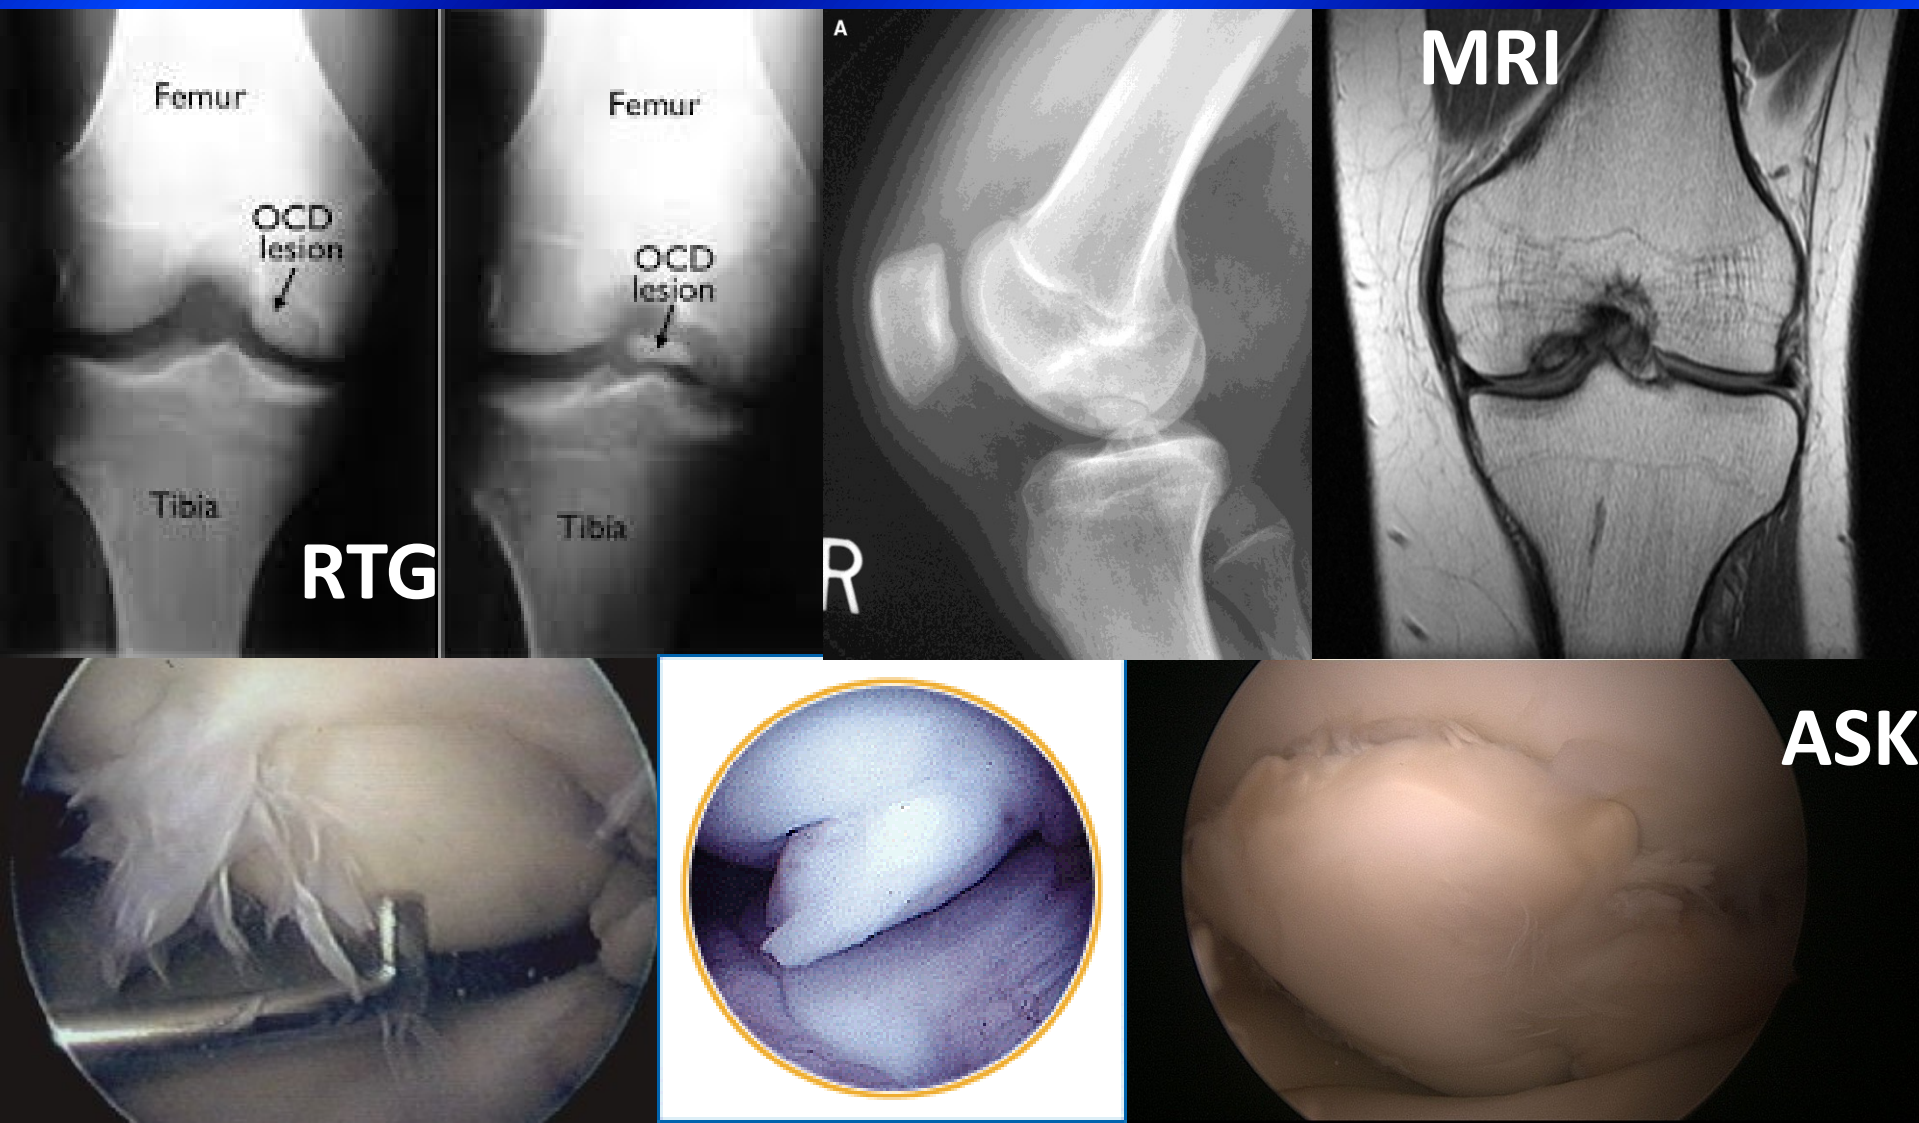 Femur
OCD
lesion
Tibia
RTG
Femur
OCD
lesion
Tibia
A
R
MRI
ASK